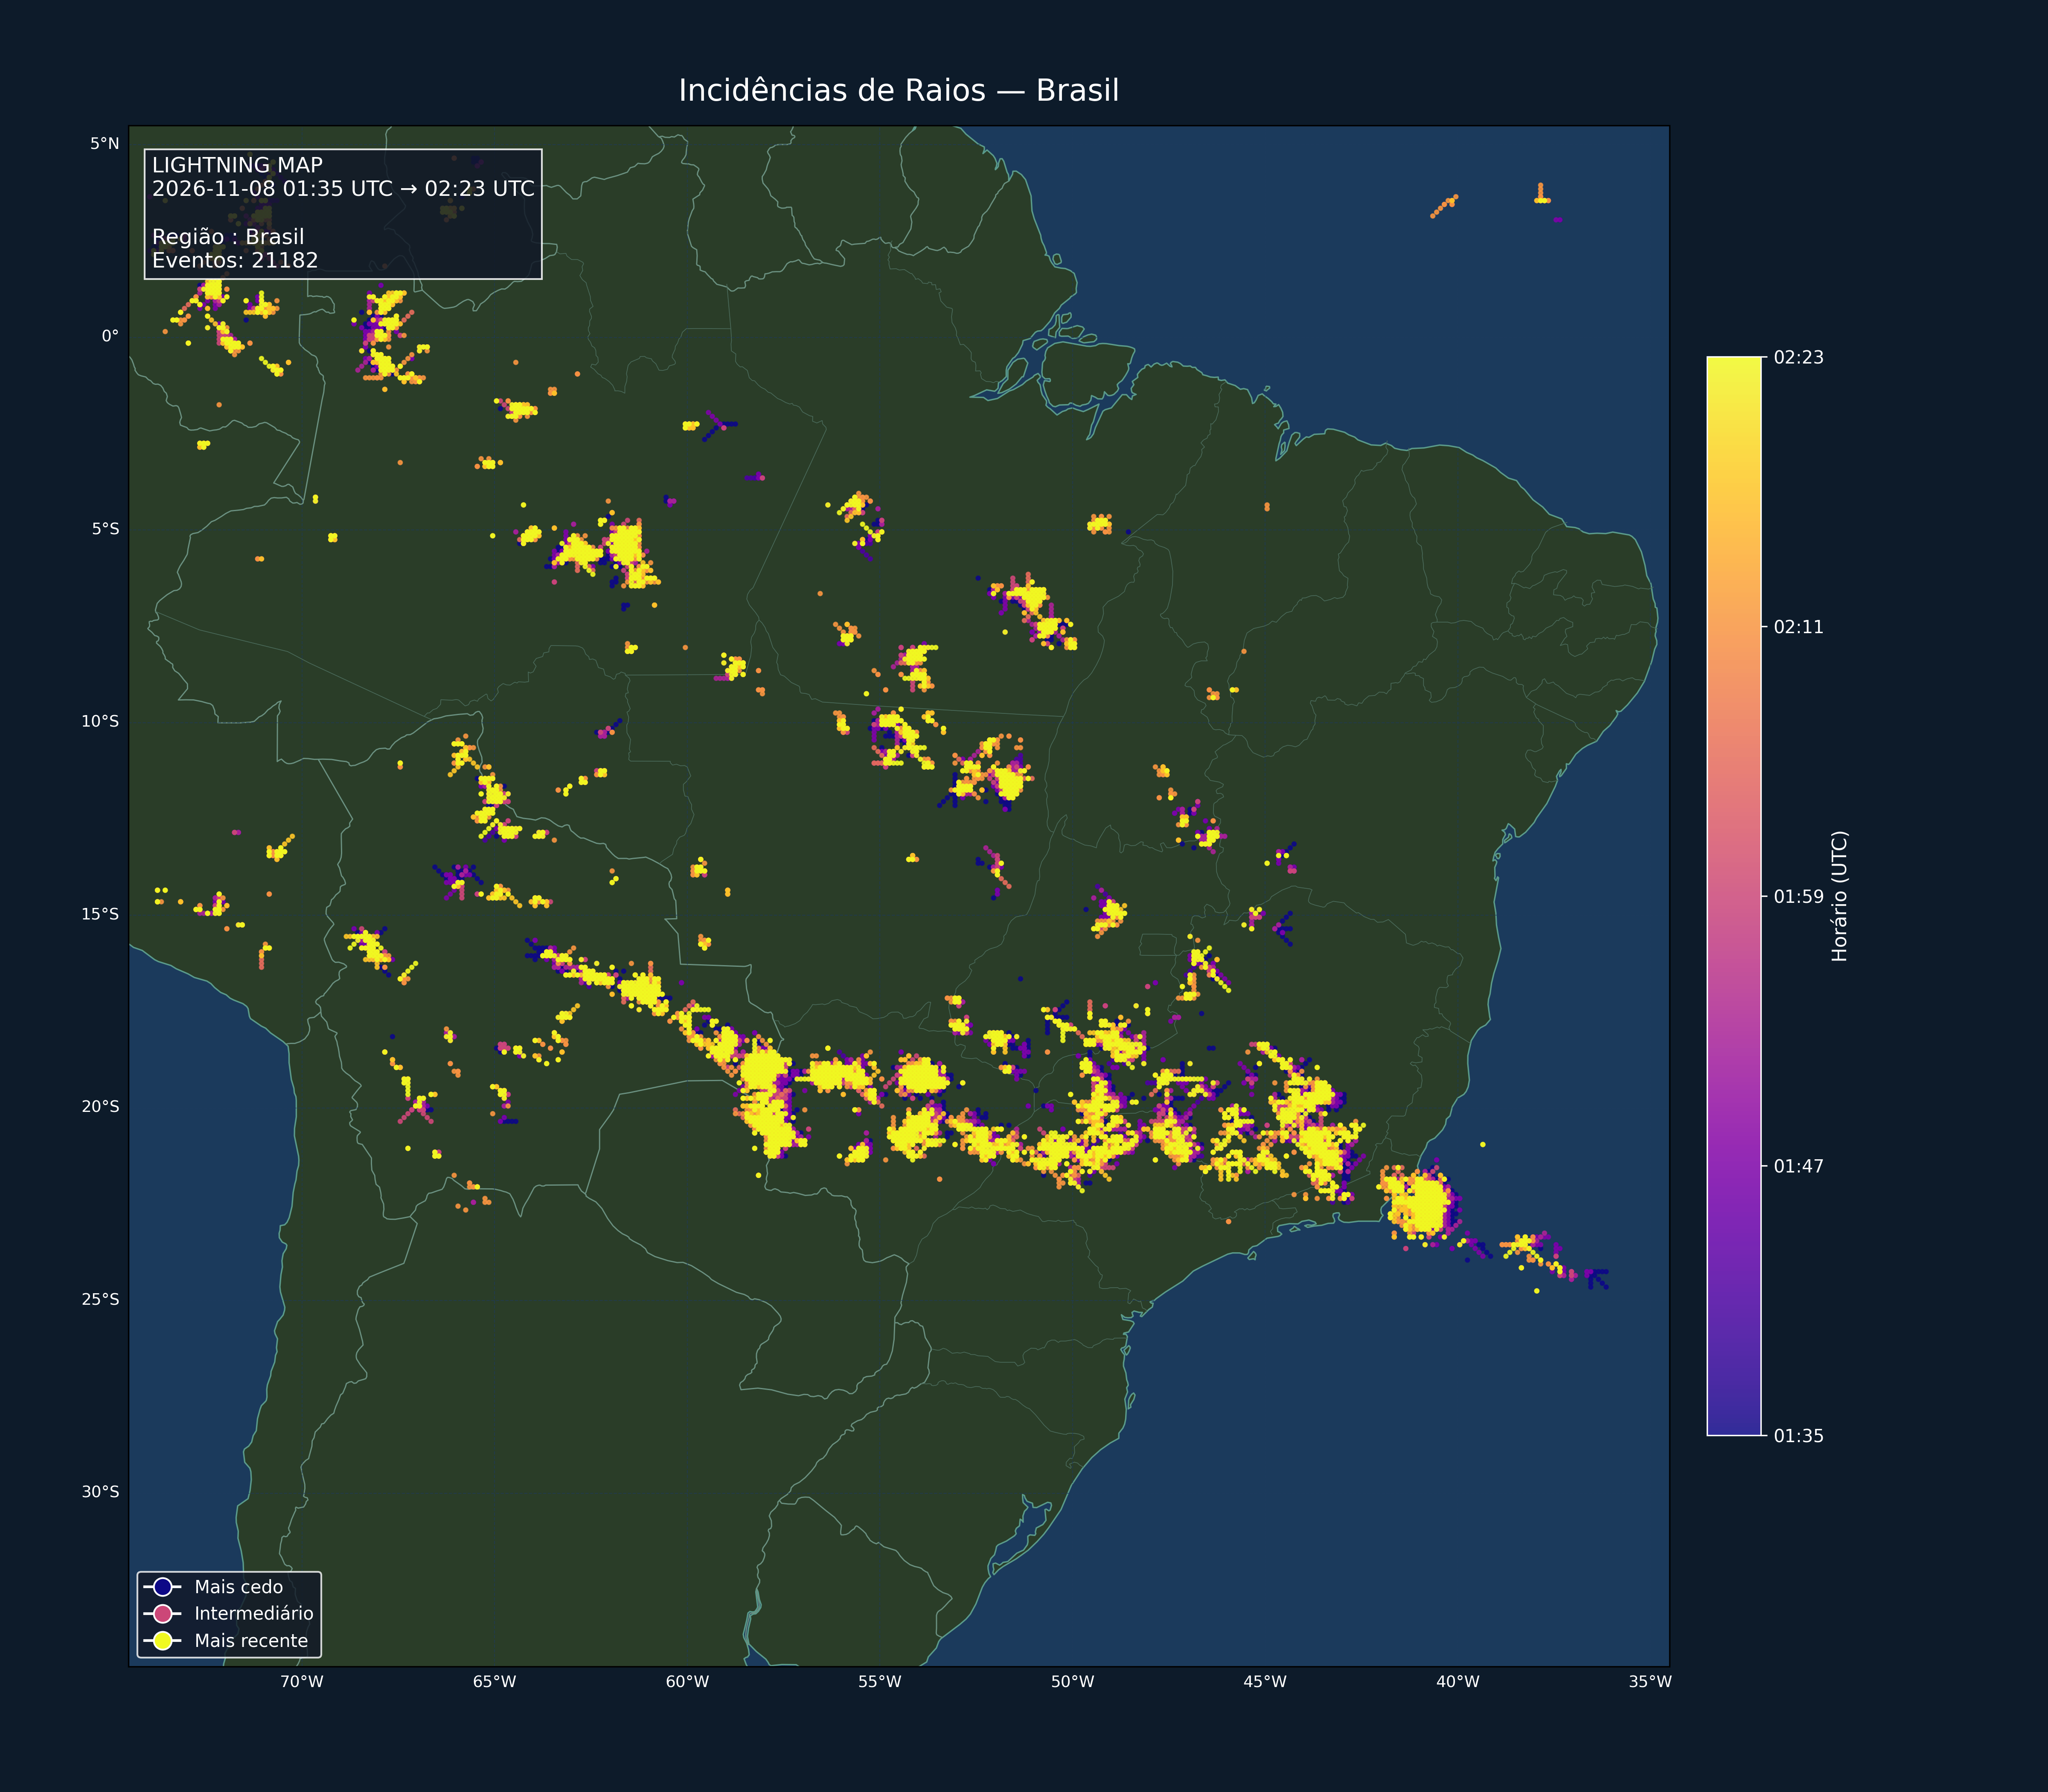 Incidências de Raios — Brasil
LIGHTNING MAP
2026-11-08 01:35 UTC → 02:23 UTC
Região : Brasil
Eventos: 21182
5°N
0°
5°S
10°S
15°S
20°S
25°S
30°S
70°W
65°W
60°W
55°W
50°W
45°W
40°W
35°W
Mais cedo
Intermediário
Mais recente
02:23
02:11
01:59
01:47
01:35
Horário (UTC)